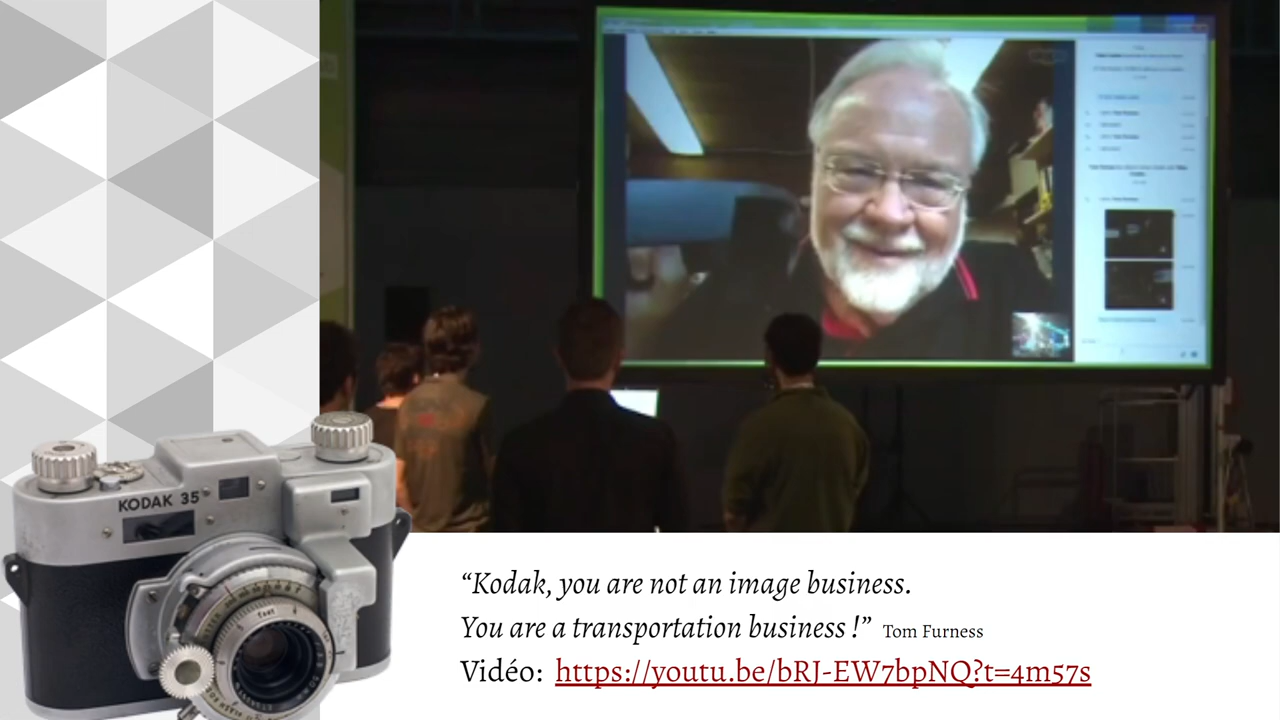 KODAK 35
“Kodak, you are not an image business.
You are a transportation business !” Tom Furness
Vidéo: https://youtu.be/bRJ-EW7bpNQ?t=4m57s